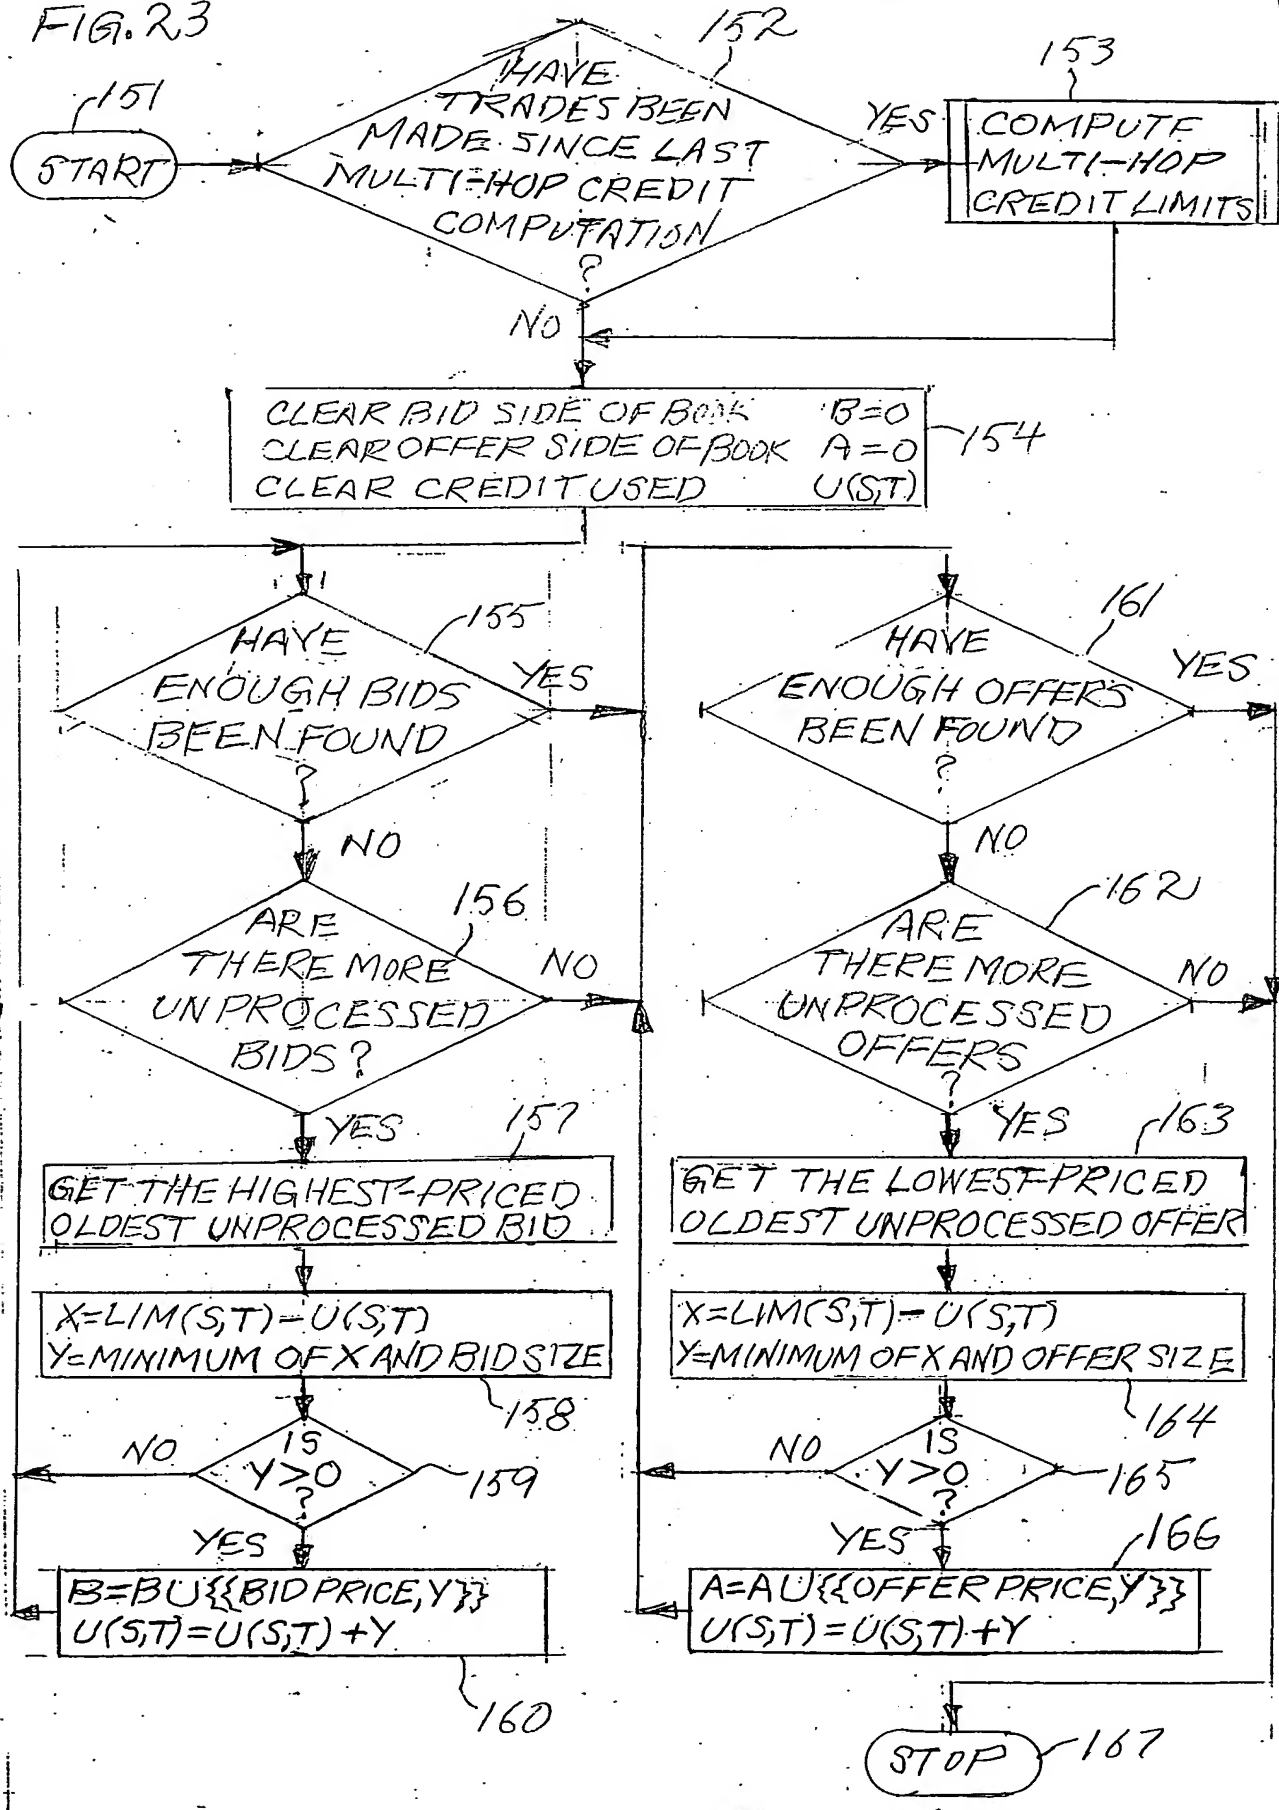 FIG. 23
151
START
152
HAVE
TRADES BEEN
MADE SINCE LAST
MULTI-HOP CREDIT
COMPUTATION
?
YES
NO
153
COMPUTE
MULTI-HOP
CREDIT LIMITS
CLEAR BID SIDE OF BOOK B=0
CLEAR OFFER SIDE OF BOOK A=0
CLEAR CREDIT USED U(S,T)
154
155
HAVE
ENOUGH BIDS
BEEN FOUND
?
YES
NO
156
ARE
THERE MORE
UNPROCESSED
BIDS?
NO
YES
157
GET THE HIGHEST-PRICED
OLDEST UNPROCESSED BID
X=LIM(S,T)-U(S,T)
Y=MINIMUM OF X AND BID SIZE
158
IS
Y>0
?
159
NO
YES
B=BU{{BID PRICE,Y}}
U(S,T)=U(S,T)+Y
160
161
HAVE
ENOUGH OFFERS
BEEN FOUND
?
YES
NO
162
ARE
THERE MORE
UNPROCESSED
OFFERS
?
NO
YES
163
GET THE LOWEST-PRICED
OLDEST UNPROCESSED OFFER
X=LIM(S,T)-U(S,T)
Y=MINIMUM OF X AND OFFER SIZE
164
IS
Y>0
?
165
NO
YES
166
A=AU{{OFFER PRICE,Y}}
U(S,T)=U(S,T)+Y
STOP
167